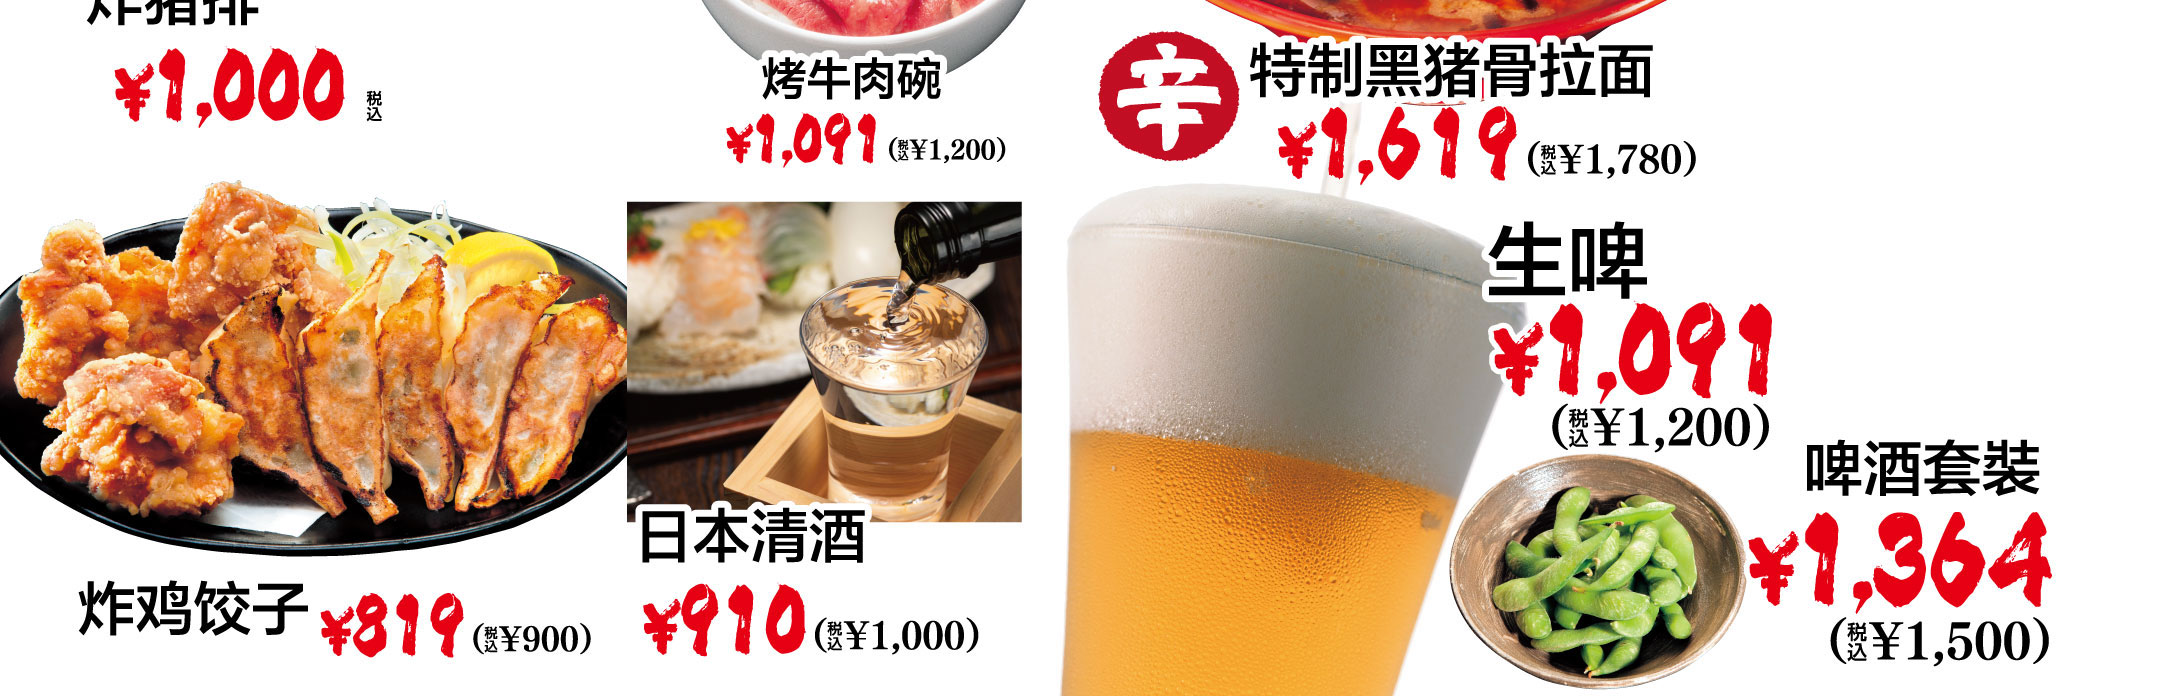 炸猪排
¥1,000 税込
烤牛肉碗
¥1,091 (税込¥1,200)
辛 特制黑猪骨拉面
¥1,619 (税込¥1,780)
生啤
¥1,091
(税込¥1,200)
啤酒套装
¥1,364
(税込¥1,500)
日本清酒
¥910 (税込¥1,000)
炸鸡饺子 ¥819 (税込¥900)